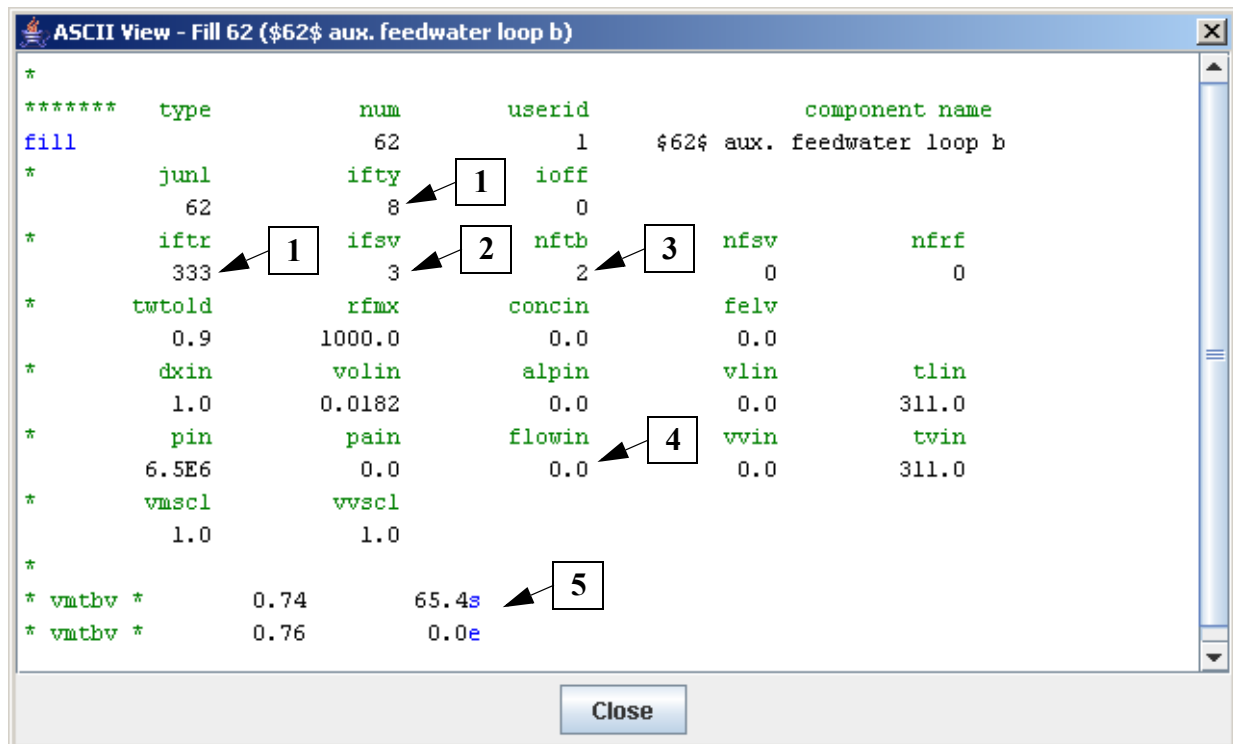 ASCII View - Fill 62 ($62$ aux. feedwater loop b)
*
******* type num userid component name
fill 62 1 $62$ aux. feedwater loop b
* junl ifty ioff
62 8 0
1
* iftr ifsv nftb nfsv nfrf
333 3 2 0 0
1 2 3
* twtold rfmx concin felv
0.9 1000.0 0.0 0.0
* dxin volin alpin vlin tlin
1.0 0.0182 0.0 0.0 311.0
* pin pain flowin vvin tvin
6.5E6 0.0 0.0 0.0 311.0
4
* vmscl vvscl
1.0 1.0
*
* vmtbv * 0.74 65.4s
5
* vmtbv * 0.76 0.0e
Close